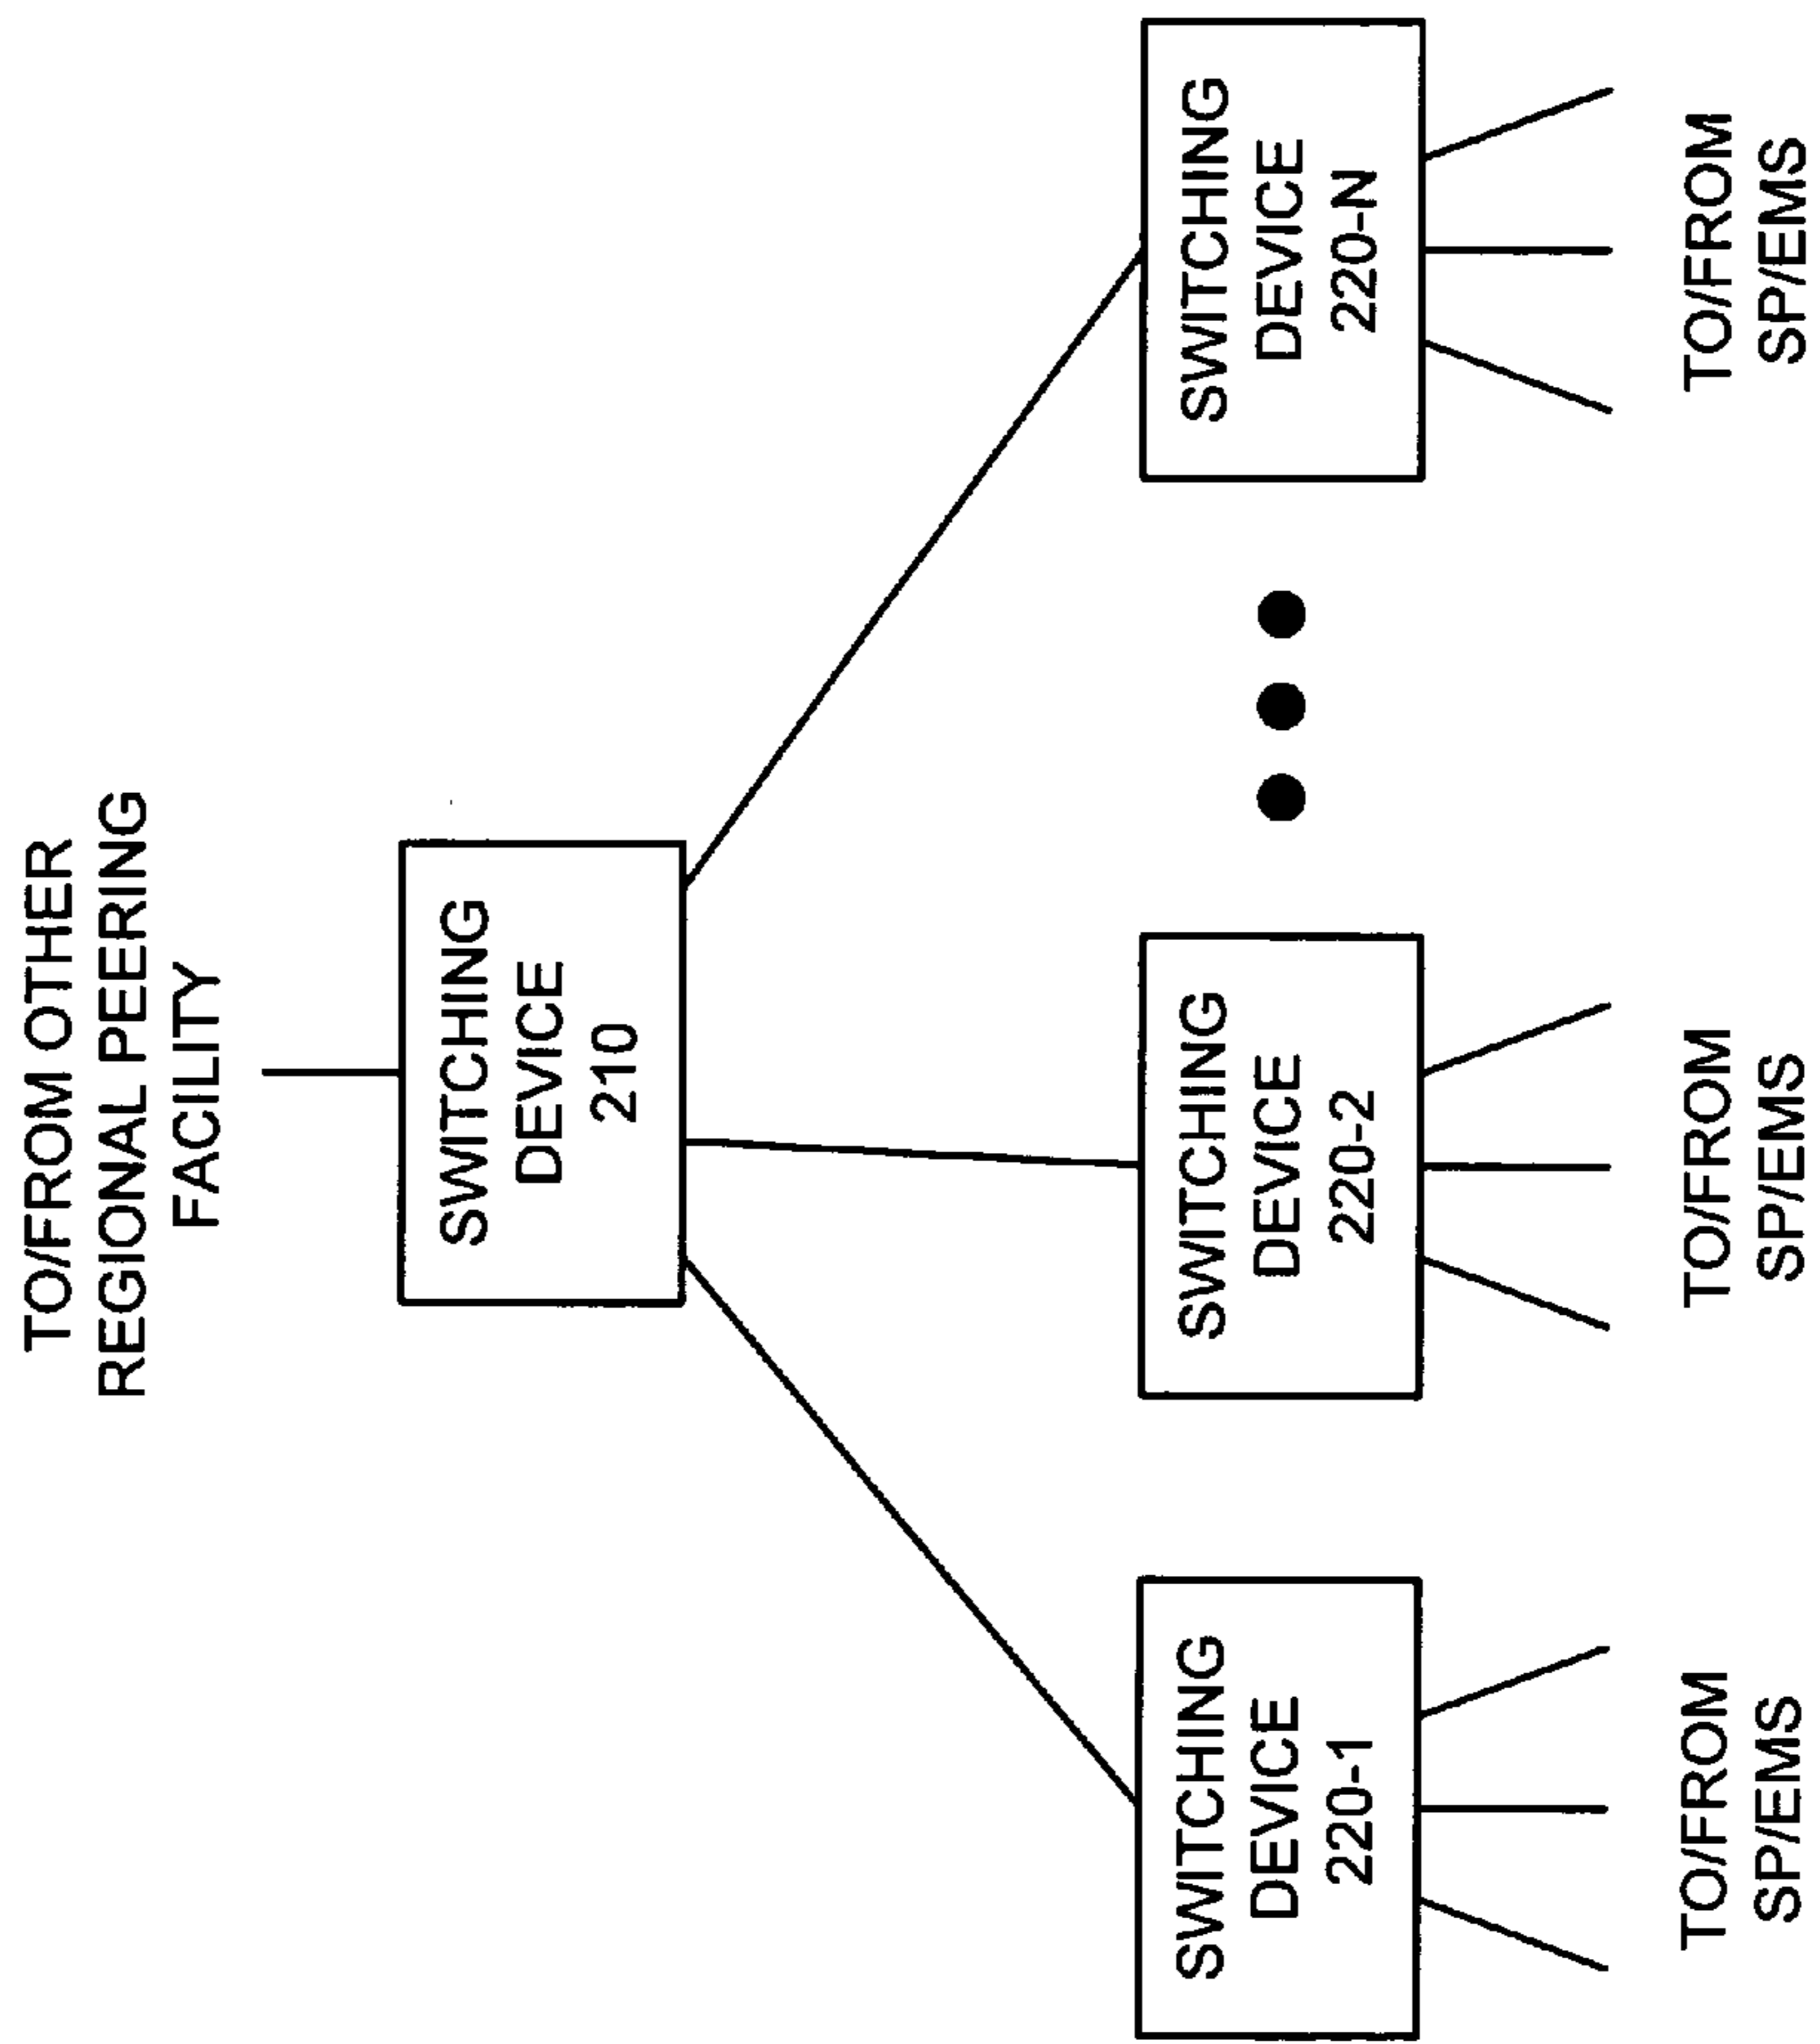 TO/FROM OTHER
REGIONAL PEERING
FACILITY
SWITCHING
DEVICE
210
SWITCHING
DEVICE
220-1
SWITCHING
DEVICE
220-2
SWITCHING
DEVICE
220-N
TO/FROM
SP/EMS
TO/FROM
SP/EMS
TO/FROM
SP/EMS